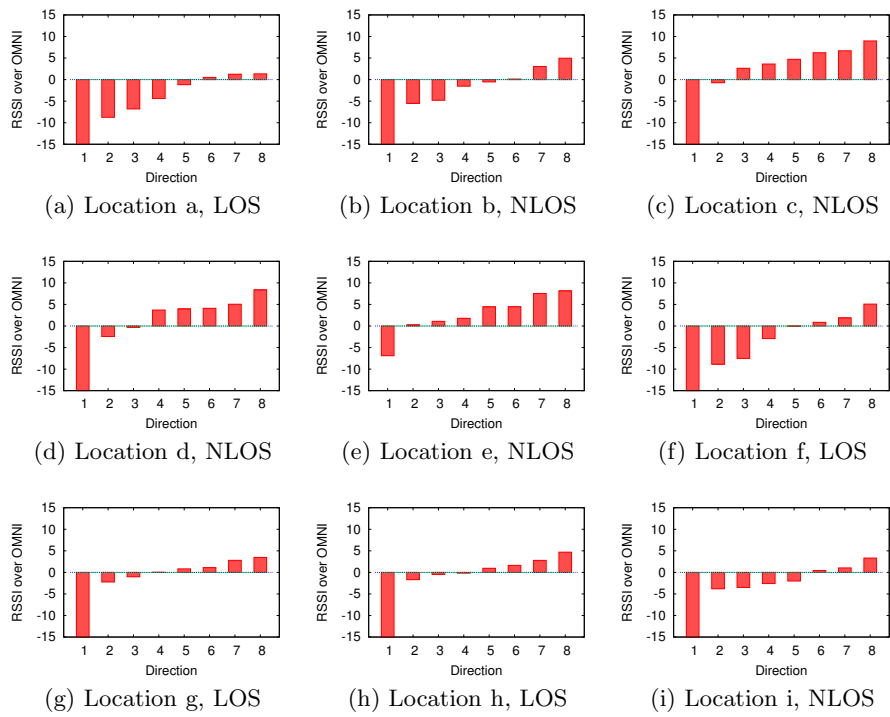 15
10
5
0
-5
-10
-15
RSSI over OMNI
1 2 3 4 5 6 7 8
Direction
(a) Location a, LOS
15
10
5
0
-5
-10
-15
RSSI over OMNI
1 2 3 4 5 6 7 8
Direction
(b) Location b, NLOS
15
10
5
0
-5
-10
-15
RSSI over OMNI
1 2 3 4 5 6 7 8
Direction
(c) Location c, NLOS
15
10
5
0
-5
-10
-15
RSSI over OMNI
1 2 3 4 5 6 7 8
Direction
(d) Location d, NLOS
15
10
5
0
-5
-10
-15
RSSI over OMNI
1 2 3 4 5 6 7 8
Direction
(e) Location e, NLOS
15
10
5
0
-5
-10
-15
RSSI over OMNI
1 2 3 4 5 6 7 8
Direction
(f) Location f, LOS
15
10
5
0
-5
-10
-15
RSSI over OMNI
1 2 3 4 5 6 7 8
Direction
(g) Location g, LOS
15
10
5
0
-5
-10
-15
RSSI over OMNI
1 2 3 4 5 6 7 8
Direction
(h) Location h, LOS
15
10
5
0
-5
-10
-15
RSSI over OMNI
1 2 3 4 5 6 7 8
Direction
(i) Location i, NLOS